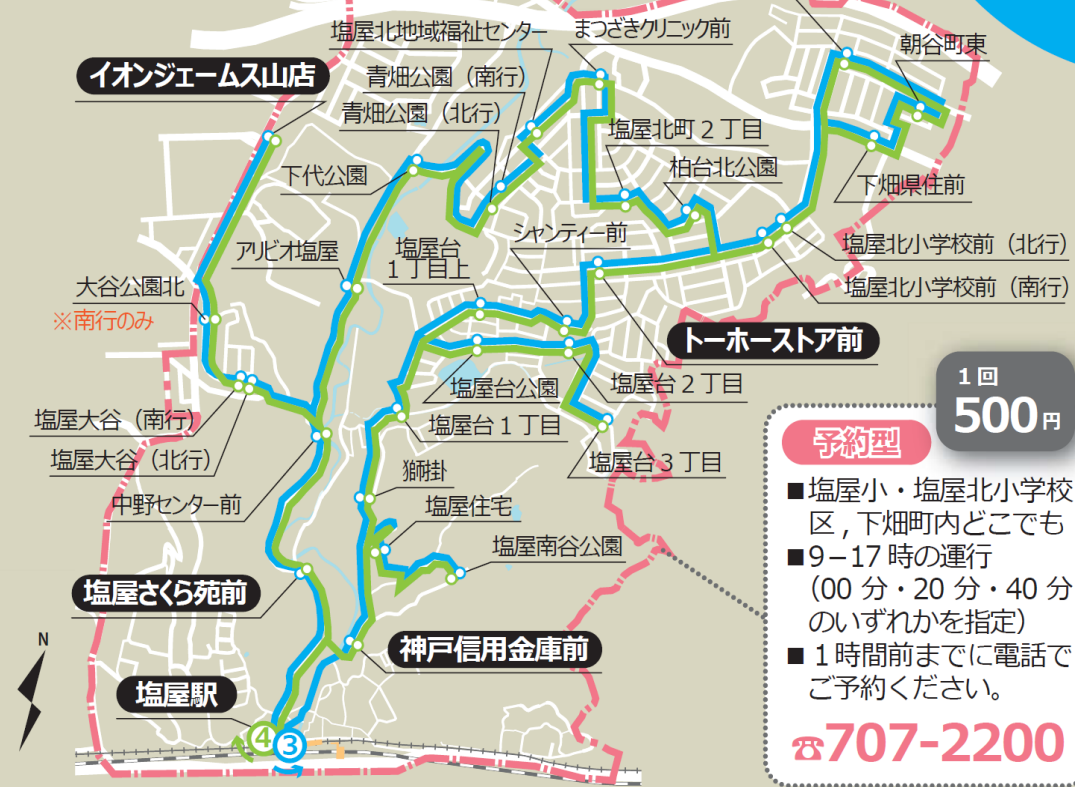 塩屋北地域福祉センター
まつざきクリニック前
朝谷町東
イオンジェームス山店
青畑公園（南行）
青畑公園（北行）
塩屋北町２丁目
柏台北公園
下代公園
下畑県住前
シャンティー前
アリビオ塩屋
塩屋台
１丁目上
塩屋北小学校前（北行）
大谷公園北
※南行のみ
塩屋北小学校前（南行）
トーホーストア前
塩屋台公園
塩屋台２丁目
１回
500円
塩屋大谷（南行）
塩屋台１丁目
予約型
塩屋大谷（北行）
獅掛
塩屋台３丁目
中野センター前
塩屋住宅
■塩屋小・塩屋北小学校
区，下畑町内どこでも
塩屋南谷公園
■9−17時の運行
（00分・20分・40分
のいずれかを指定）
塩屋さくら苑前
神戸信用金庫前
■１時間前までに電話で
ご予約ください。
N
塩屋駅
④
③
☎707-2200